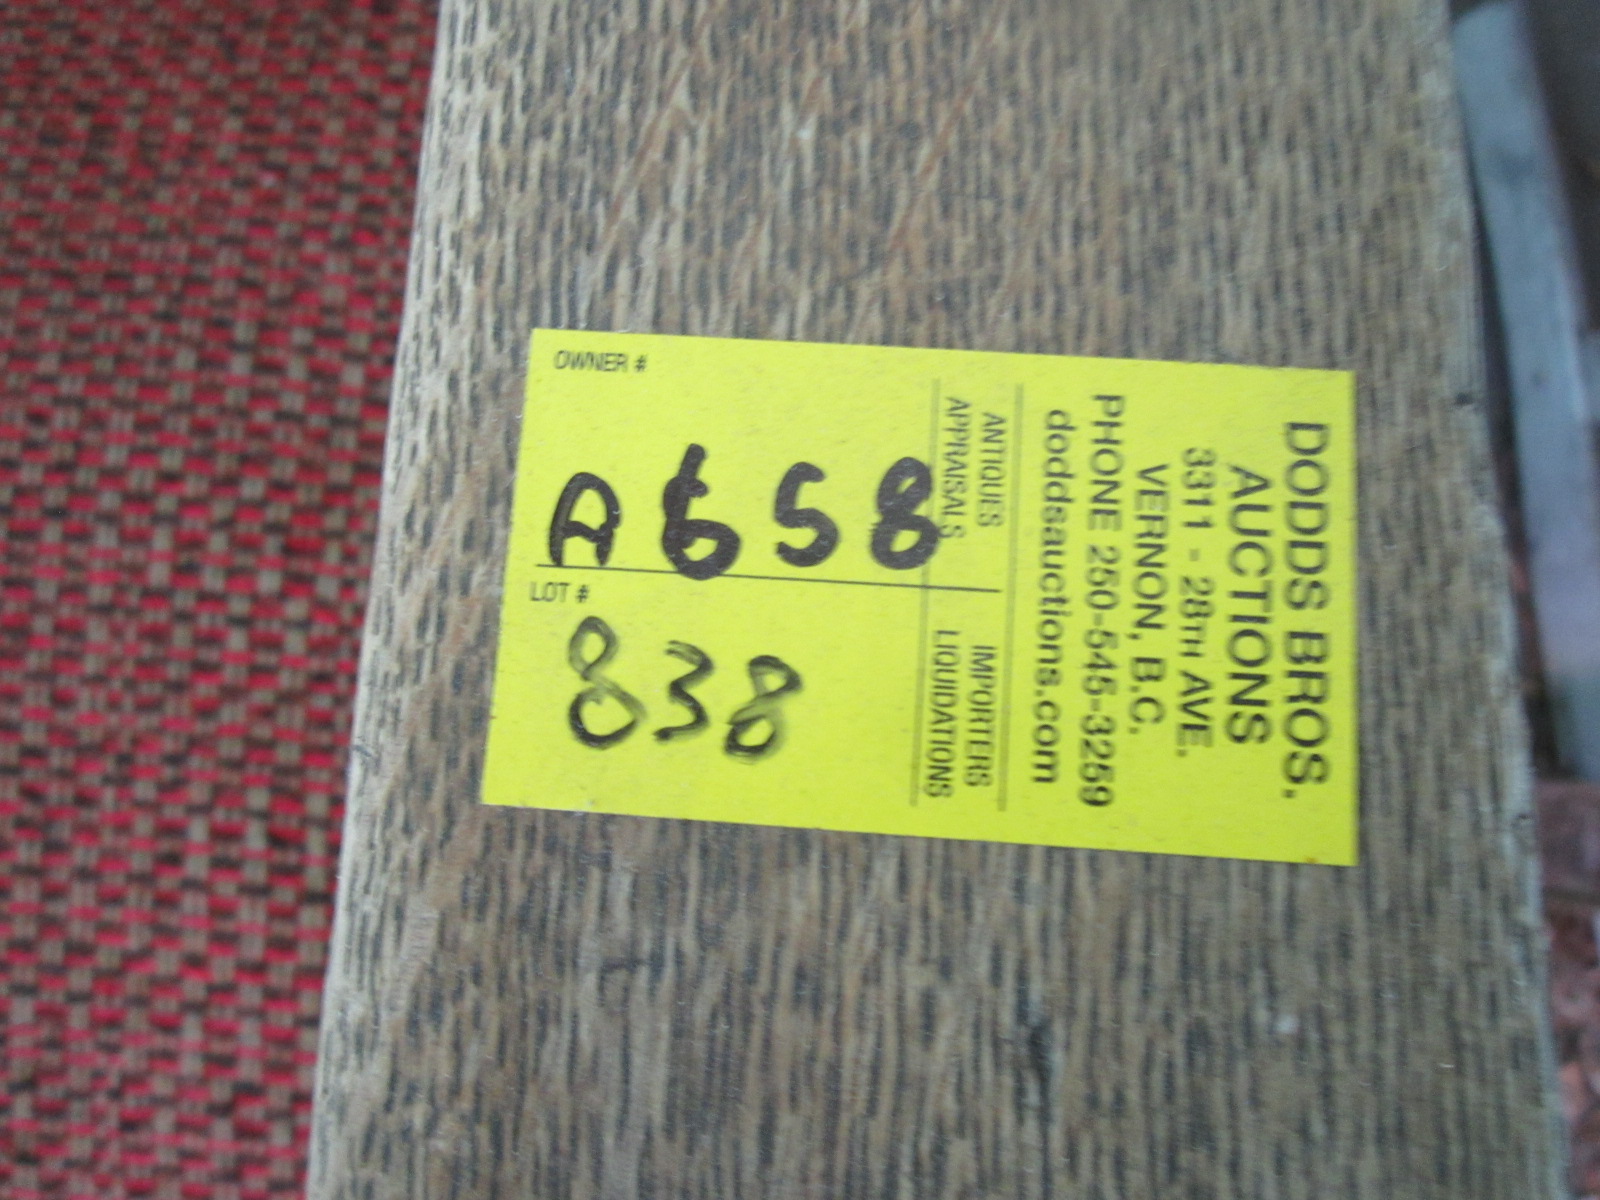 DODDS BROS.
AUCTIONS
3311 - 28TH AVE.
VERNON, B.C.
PHONE 250-545-3259
doddsauctions.com
ANTIQUES
APPRAISALS
IMPORTERS
LIQUIDATIONS
OWNER #
A658
LOT #
838